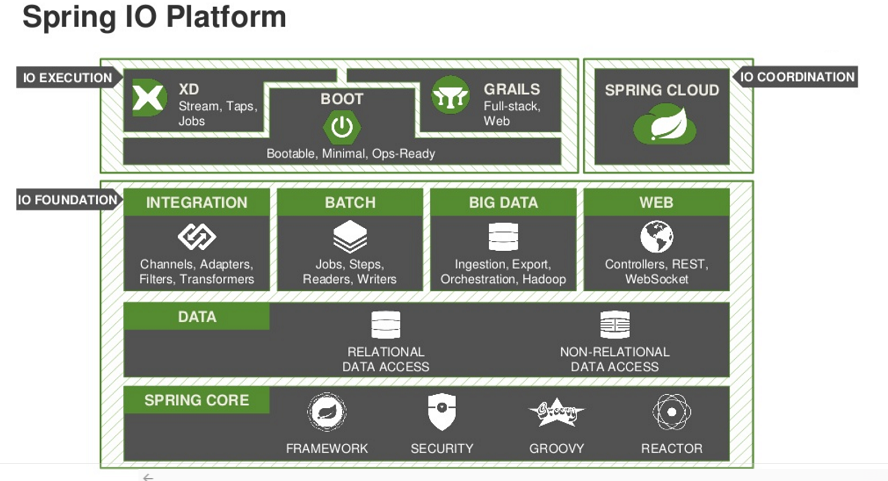 Spring IO Platform
IO EXECUTION
XD
Stream, Taps,
Jobs
BOOT
Bootable, Minimal, Ops-Ready
GRAILS
Full-stack,
Web
SPRING CLOUD
IO COORDINATION
IO FOUNDATION
INTEGRATION
Channels, Adapters,
Filters, Transformers
BATCH
Jobs, Steps,
Readers, Writers
BIG DATA
Ingestion, Export,
Orchestration, Hadoop
WEB
Controllers, REST,
WebSocket
DATA
RELATIONAL
DATA ACCESS
NON-RELATIONAL
DATA ACCESS
SPRING CORE
FRAMEWORK
SECURITY
Groovy
GROOVY
REACTOR